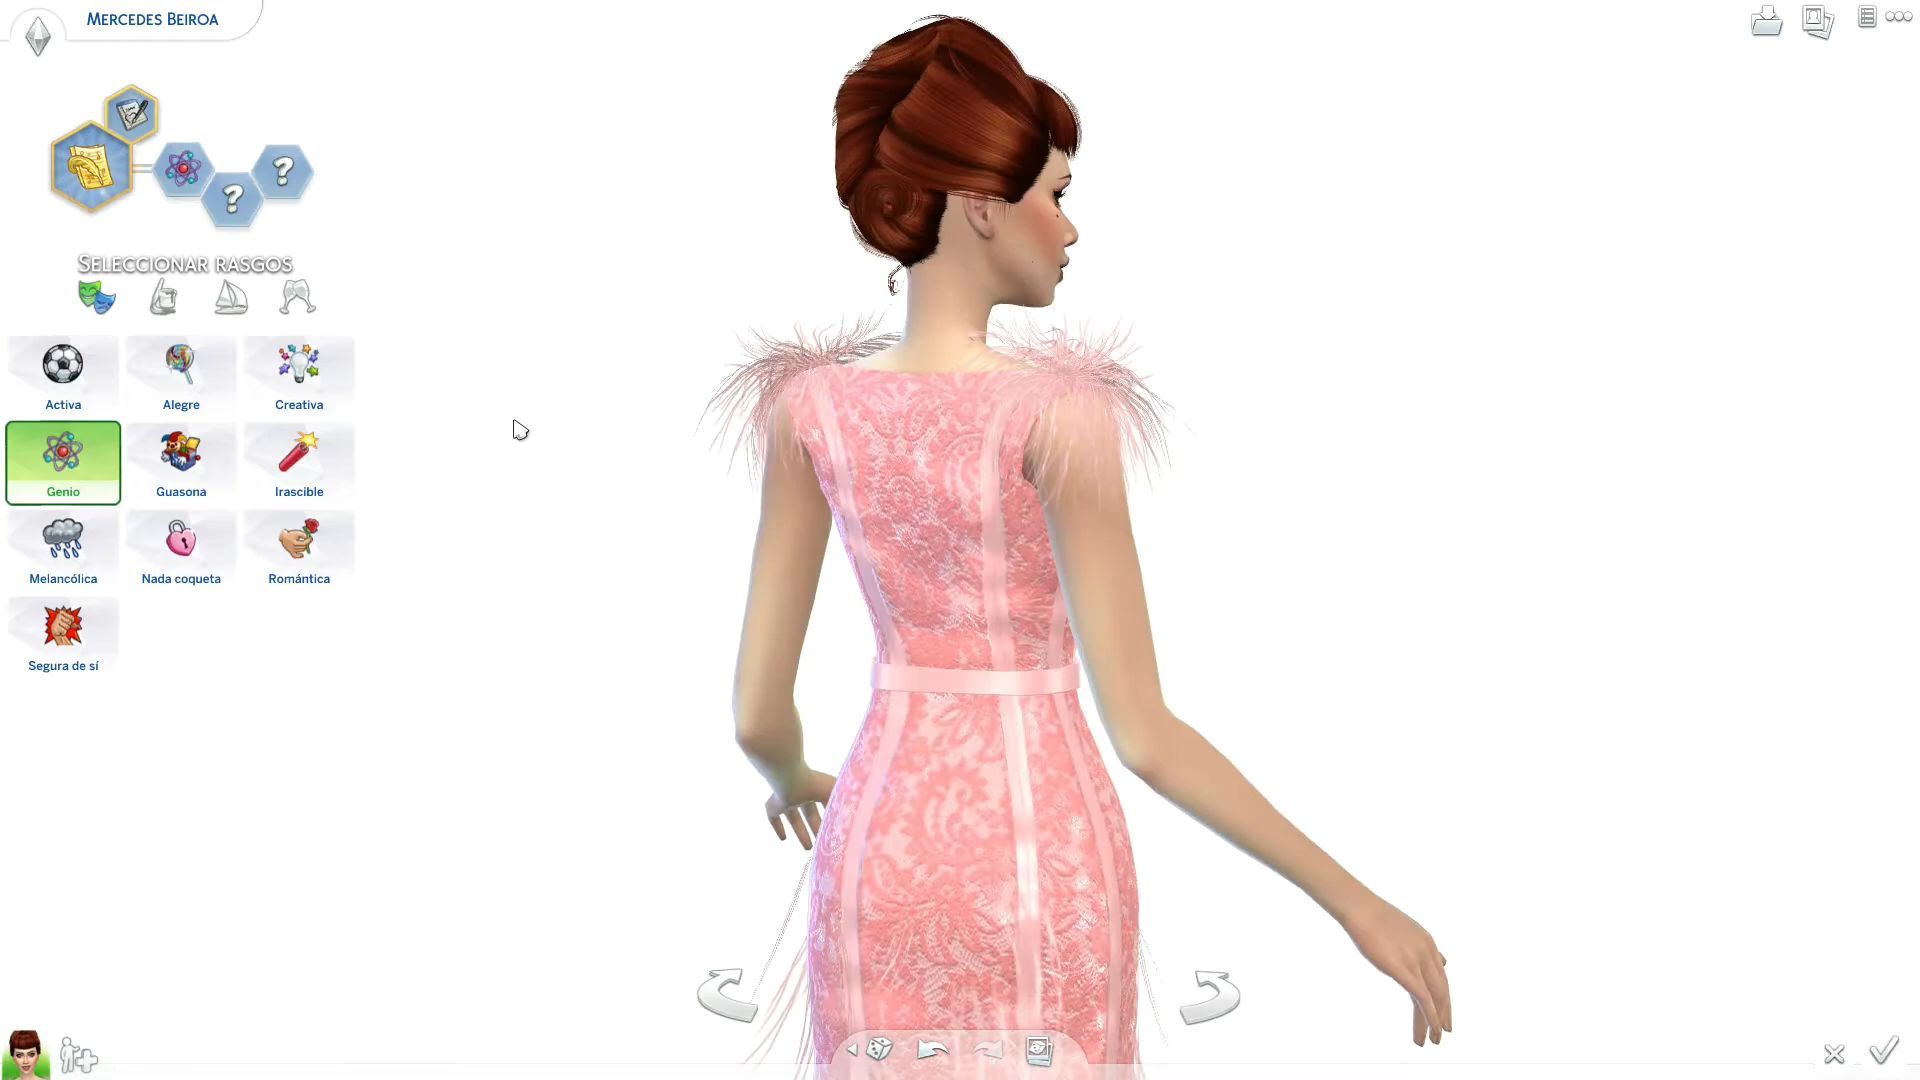 MERCEDES BEIROA
SELECCIONAR RASGOS
Activa
Alegre
Creativa
Genio
Guasona
Irascible
Melancólica
Nada coqueta
Romántica
Segura de sí